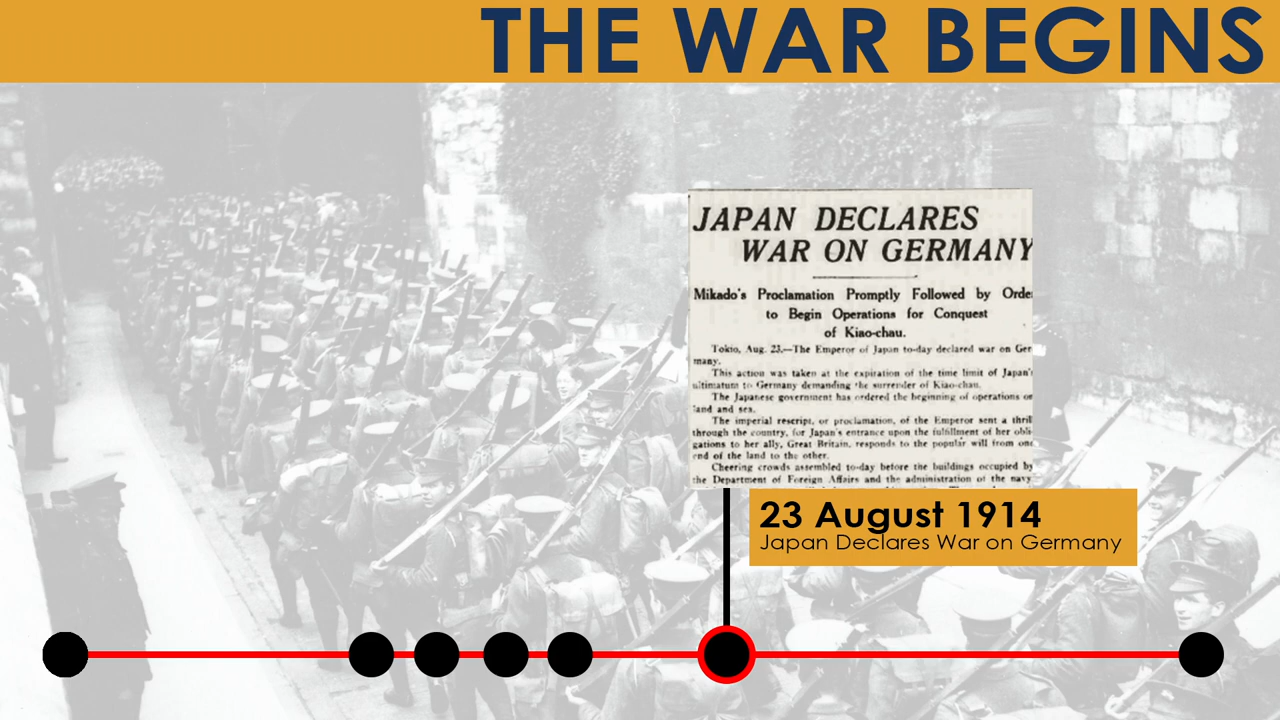 THE WAR BEGINS
JAPAN DECLARES
WAR ON GERMANY
Mikado's Proclamation Promptly Followed by Orde
to Begin Operations for Conquest
of Kiao-chau.
Tokio, Aug. 23.—The Emperor of Japan to-day declared war on Ger
many.
This action was taken at the expiration of the time limit of Japan's
ultimatum to Germany demanding the surrender of Kiao-chau.
The Japanese government has ordered the beginning of operations on
land and sea.
The imperial rescript, or proclamation, of the Emperor sent a thrill
through the country, for Japan's entrance upon the fulfillment of her obli
gations to her ally, Great Britain, responds to the popular will from one
end of the land to the other.
Cheering crowds assembled to-day before the buildings occupied by
the Department of Foreign Affairs and the administration of the navy
23 August 1914
Japan Declares War on Germany